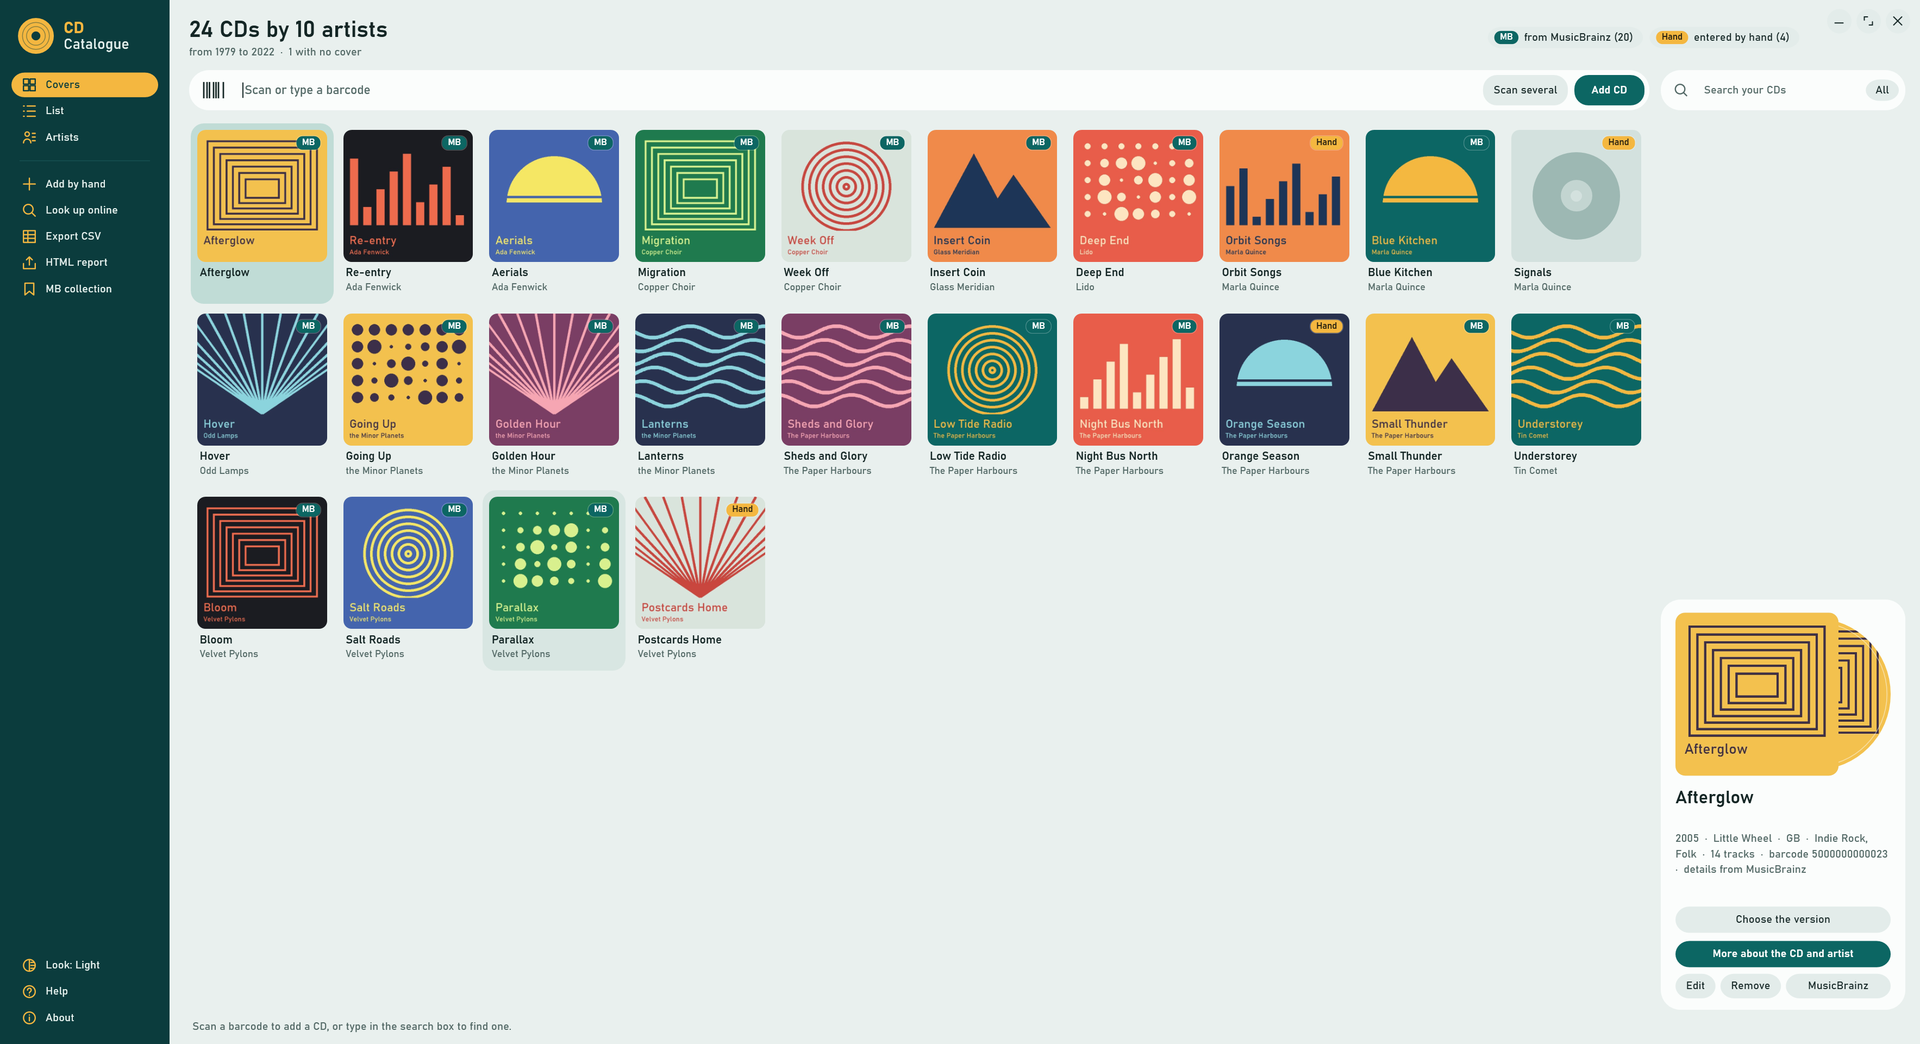 CD
Catalogue
Covers
List
Artists
Add by hand
Look up online
Export CSV
HTML report
MB collection
Look: Light
Help
About
24 CDs by 10 artists
from 1979 to 2022 · 1 with no cover
MB from MusicBrainz (20) Hand entered by hand (4)
Scan or type a barcode Scan several Add CD
Search your CDs All
MB
Afterglow
Afterglow
MB
Re-entry
Ada Fenwick
Re-entry
Ada Fenwick
MB
Aerials
Ada Fenwick
Aerials
Ada Fenwick
MB
Migration
Copper Choir
Migration
Copper Choir
MB
Week Off
Copper Choir
Week Off
Copper Choir
MB
Insert Coin
Glass Meridian
Insert Coin
Glass Meridian
MB
Deep End
Lido
Deep End
Lido
Hand
Orbit Songs
Marla Quince
Orbit Songs
Marla Quince
MB
Blue Kitchen
Marla Quince
Blue Kitchen
Marla Quince
Hand
Signals
Marla Quince
MB
Hover
Odd Lamps
Hover
Odd Lamps
MB
Going Up
the Minor Planets
Going Up
the Minor Planets
MB
Golden Hour
the Minor Planets
Golden Hour
the Minor Planets
MB
Lanterns
the Minor Planets
Lanterns
the Minor Planets
MB
Sheds and Glory
The Paper Harbours
Sheds and Glory
The Paper Harbours
MB
Low Tide Radio
The Paper Harbours
Low Tide Radio
The Paper Harbours
MB
Night Bus North
The Paper Harbours
Night Bus North
The Paper Harbours
Hand
Orange Season
The Paper Harbours
Orange Season
The Paper Harbours
MB
Small Thunder
The Paper Harbours
Small Thunder
The Paper Harbours
MB
Understorey
Tin Comet
Understorey
Tin Comet
MB
Bloom
Velvet Pylons
Bloom
Velvet Pylons
MB
Salt Roads
Velvet Pylons
Salt Roads
Velvet Pylons
MB
Parallax
Velvet Pylons
Parallax
Velvet Pylons
Hand
Postcards Home
Velvet Pylons
Postcards Home
Velvet Pylons
Afterglow
Afterglow
2005 · Little Wheel · GB · Indie Rock,
Folk · 14 tracks · barcode 5000000000023
· details from MusicBrainz
Choose the version
More about the CD and artist
Edit Remove MusicBrainz
Scan a barcode to add a CD, or type in the search box to find one.